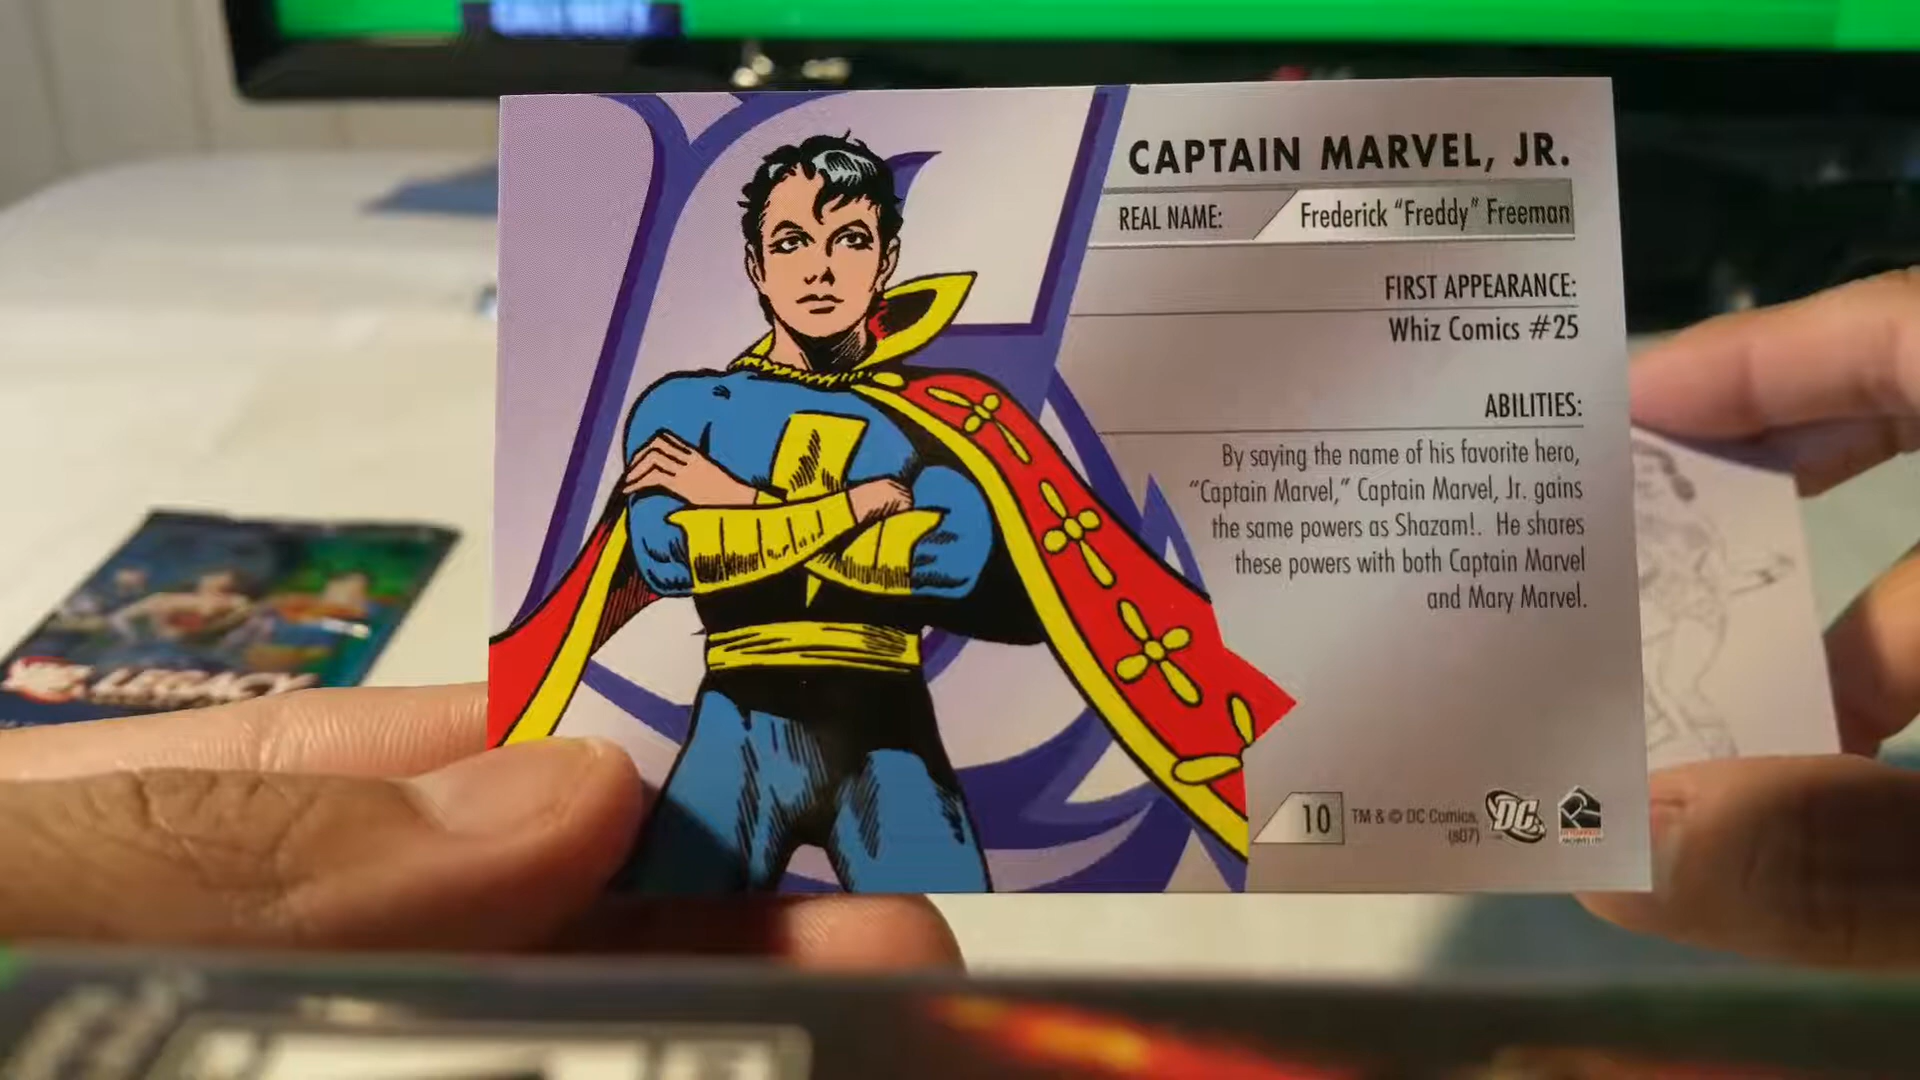 CAPTAIN MARVEL, JR.
REAL NAME: Frederick "Freddy" Freeman
FIRST APPEARANCE:
Whiz Comics #25
ABILITIES:
By saying the name of his favorite hero,
"Captain Marvel," Captain Marvel, Jr. gains
the same powers as Shazam!. He shares
these powers with both Captain Marvel
and Mary Marvel.
10 TM & © DC Comics.
(s07)
DC
LEGACY